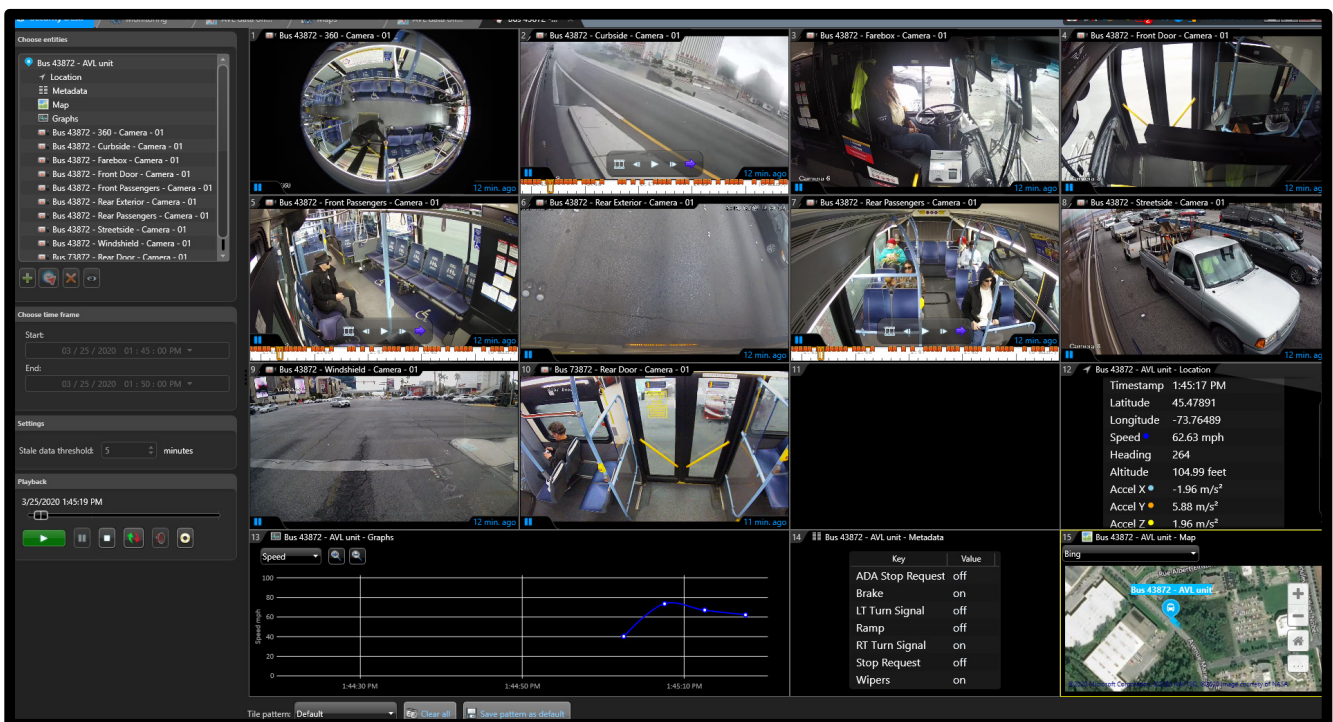 Monitoring
Maps
Bus 43872 -...
Choose entities
Bus 43872 - AVL unit
Location
Metadata
Map
Graphs
Bus 43872 - 360 - Camera - 01
Bus 43872 - Curbside - Camera - 01
Bus 43872 - Farebox - Camera - 01
Bus 43872 - Front Door - Camera - 01
Bus 43872 - Front Passengers - Camera - 01
Bus 43872 - Rear Exterior - Camera - 01
Bus 43872 - Rear Passengers - Camera - 01
Bus 43872 - Streetside - Camera - 01
Bus 43872 - Windshield - Camera - 01
Bus 73872 - Rear Door - Camera - 01
Choose time frame
Start:
03 / 25 / 2020 01 : 45 : 00 PM
End:
03 / 25 / 2020 01 : 50 : 00 PM
Settings
Stale data threshold: 5 minutes
Playback
3/25/2020 1:45:19 PM
1 Bus 43872 - 360 - Camera - 01
360
12 min. ago
2 Bus 43872 - Curbside - Camera - 01
12 min. ago
3 Bus 43872 - Farebox - Camera - 01
Camera 6
12 min. ago
4 Bus 43872 - Front Door - Camera - 01
12 min. ag
5 Bus 43872 - Front Passengers - Camera - 01
12 min. ago
6 Bus 43872 - Rear Exterior - Camera - 01
12 min. ago
7 Bus 43872 - Rear Passengers - Camera - 01
12 min. ago
8 Bus 43872 - Streetside - Camera - 01
12 min. ag
9 Bus 43872 - Windshield - Camera - 01
12 min. ago
10 Bus 73872 - Rear Door - Camera - 01
11 min. ago
11
12 Bus 43872 - AVL unit - Location
Timestamp 1:45:17 PM
Latitude 45.47891
Longitude -73.76489
Speed 62.63 mph
Heading 264
Altitude 104.99 feet
Accel X -1.96 m/s²
Accel Y 5.88 m/s²
Accel Z 1.96 m/s²
13 Bus 43872 - AVL unit - Graphs
Speed
Speed mph
100
80
60
40
20
0
1:44:30 PM
1:44:50 PM
1:45:10 PM
14 Bus 43872 - AVL unit - Metadata
Key Value
ADA Stop Request off
Brake on
LT Turn Signal off
Ramp off
RT Turn Signal on
Stop Request off
Wipers on
15 Bus 43872 - AVL unit - Map
Bing
Bus 43872 - AVL unit
Tile pattern: Default
Clear all
Save pattern as default